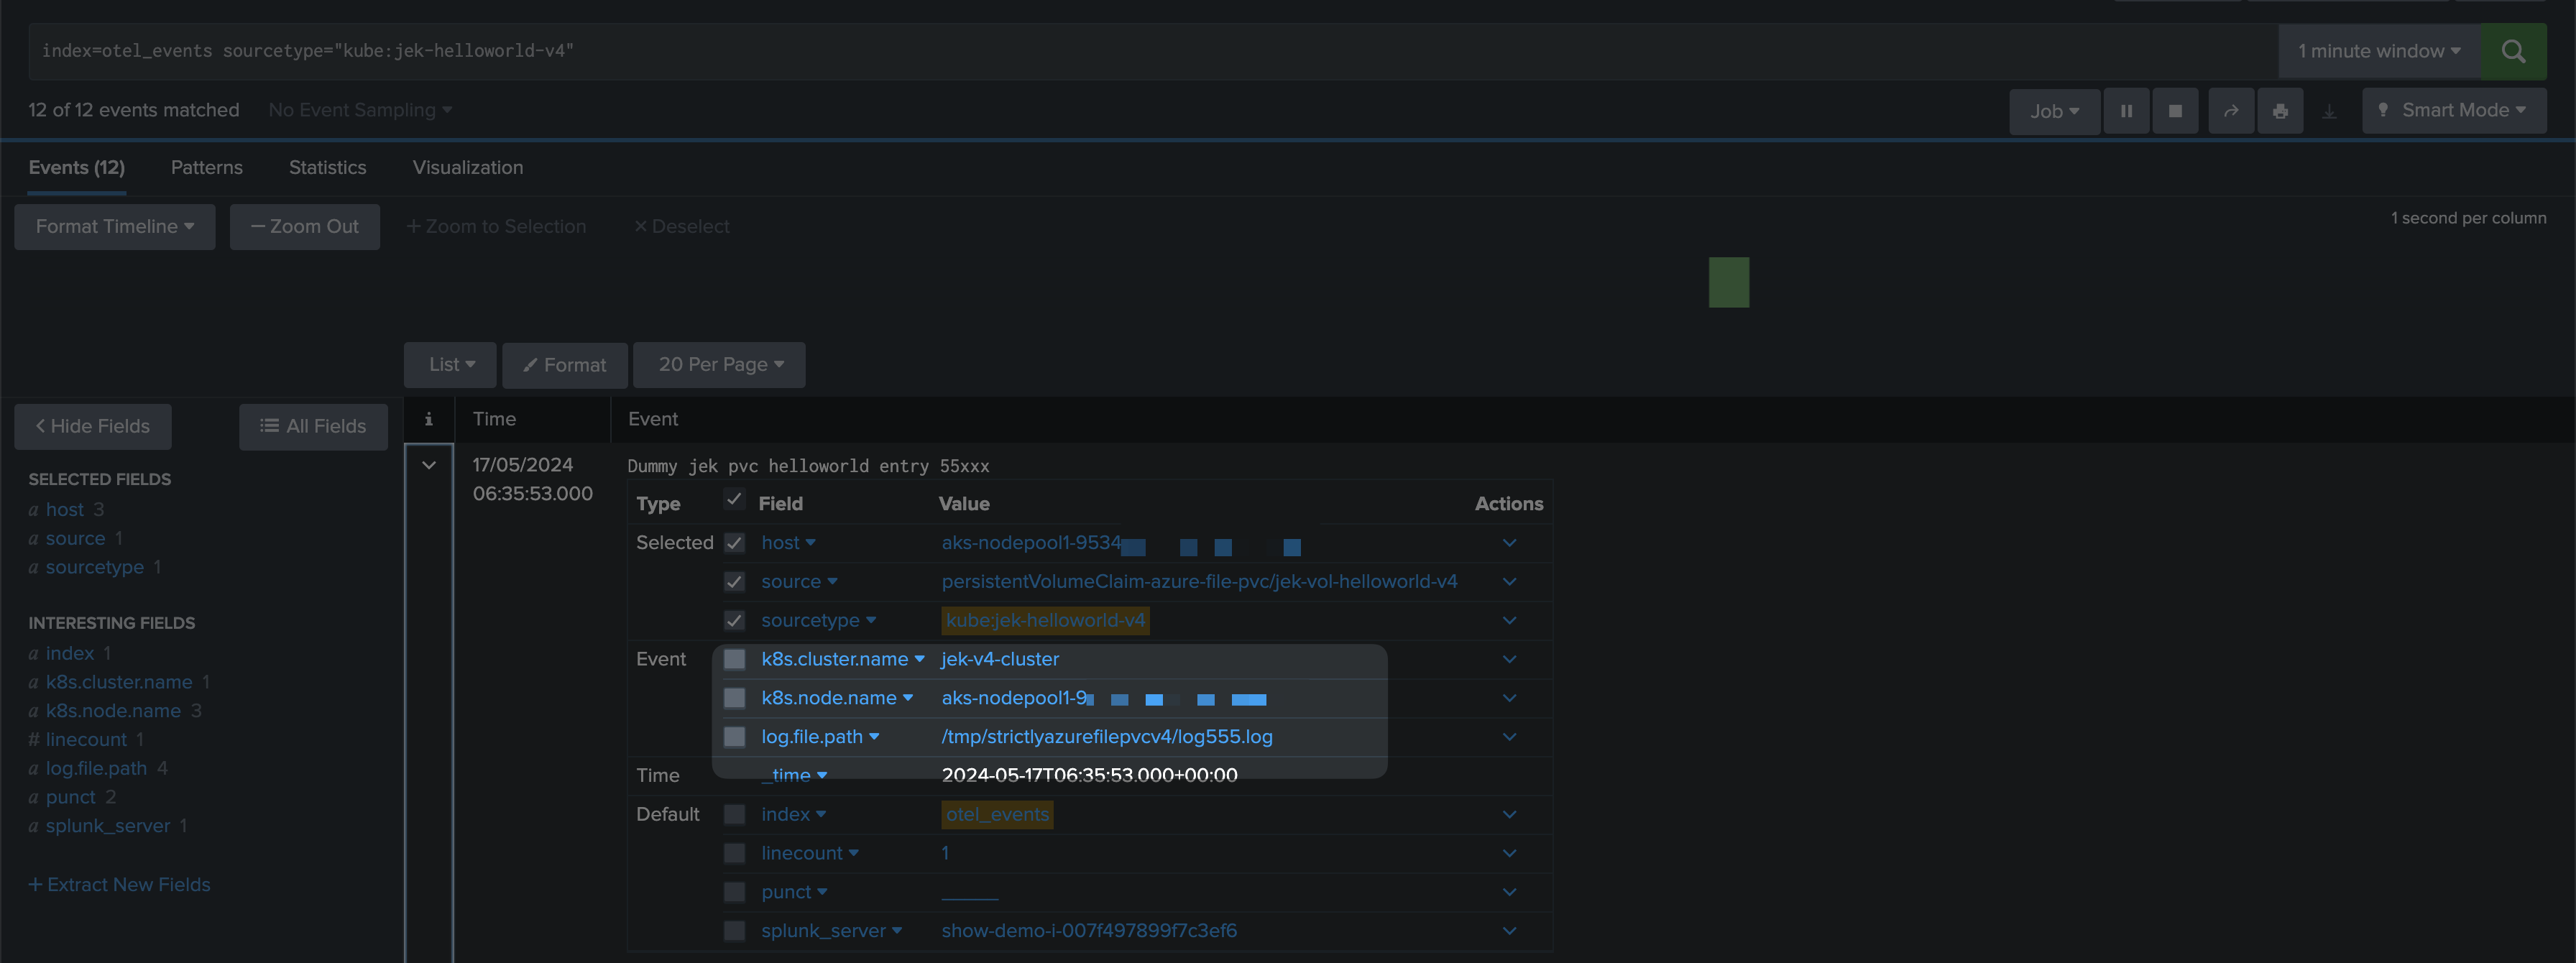 index=otel_events sourcetype="kube:jek-helloworld-v4"
1 minute window
12 of 12 events matched No Event Sampling
Job Smart Mode
Events (12) Patterns Statistics Visualization
Format Timeline — Zoom Out + Zoom to Selection × Deselect
1 second per column
List Format 20 Per Page
< Hide Fields All Fields
i Time Event
SELECTED FIELDS
a host 3
a source 1
a sourcetype 1
INTERESTING FIELDS
a index 1
a k8s.cluster.name 1
a k8s.node.name 3
# linecount 1
a log.file.path 4
a punct 2
a splunk_server 1
+ Extract New Fields
17/05/2024
06:35:53.000
Dummy jek pvc helloworld entry 55xxx
Type Field Value Actions
Selected host aks-nodepool1-9534
source persistentVolumeClaim-azure-file-pvc/jek-vol-helloworld-v4
sourcetype kube:jek-helloworld-v4
Event k8s.cluster.name jek-v4-cluster
k8s.node.name aks-nodepool1-9
log.file.path /tmp/strictlyazurefilepvcv4/log555.log
Time _time 2024-05-17T06:35:53.000+00:00
Default index otel_events
linecount 1
punct _____
splunk_server show-demo-i-007f497899f7c3ef6